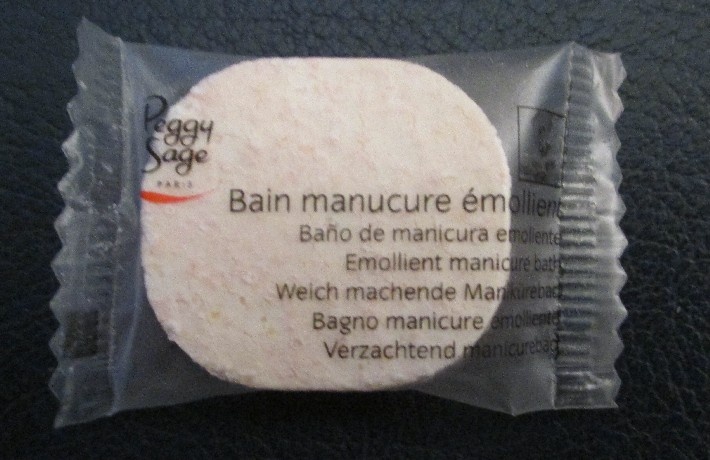 Peggy
Sage
PARIS
Bain manucure émollient
Baño de manicura emoliente
Emollient manicure bath
Weich machende Manikürebad
Bagno manicure emolliente
Verzachtend manicurebad